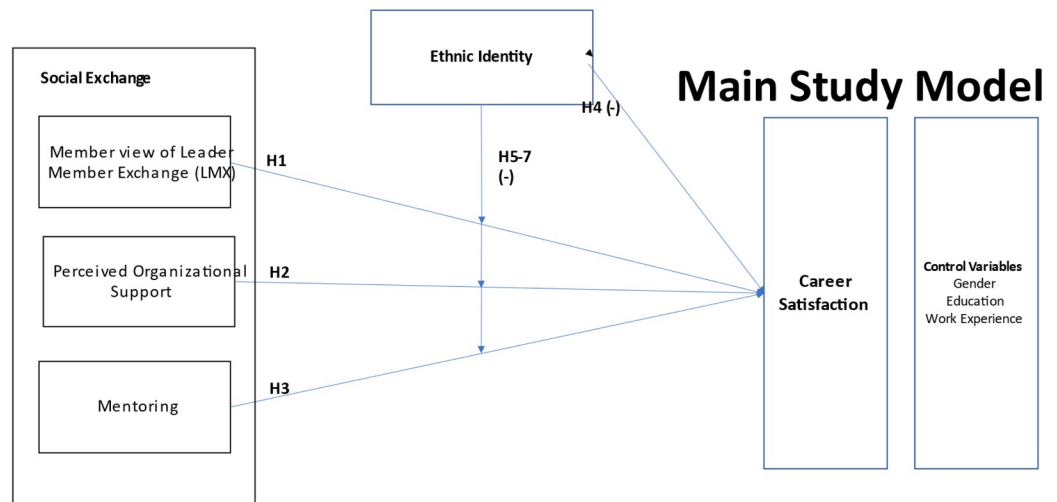 Main Study Model
Social Exchange
Member view of Leader
Member Exchange (LMX)
Perceived Organizational
Support
Mentoring
H1
H2
H3
Ethnic Identity
H4 (-)
H5-7
(-)
Career
Satisfaction
Control Variables
Gender
Education
Work Experience